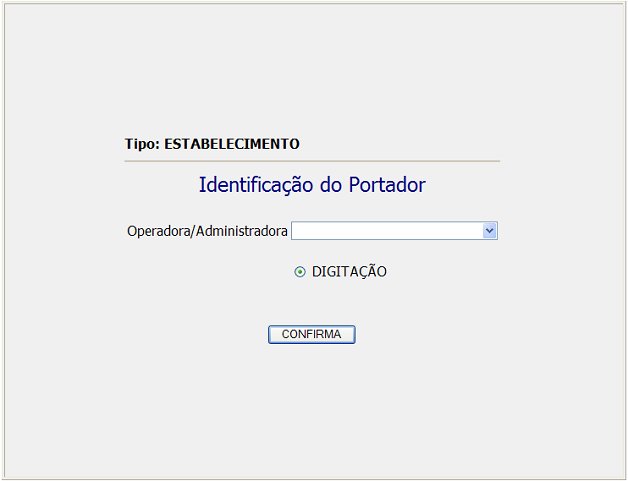 Tipo: ESTABELECIMENTO
Identificação do Portador
Operadora/Administradora
DIGITAÇÃO
CONFIRMA